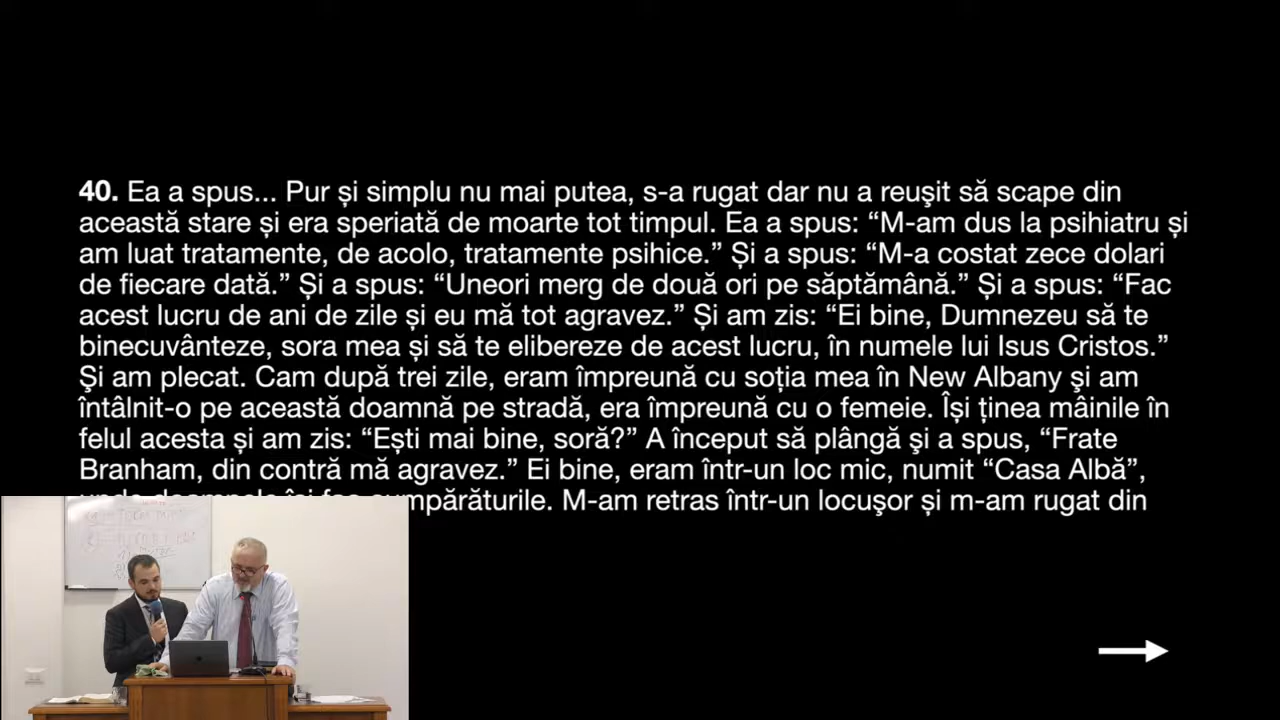 40. Ea a spus... Pur și simplu nu mai putea, s-a rugat dar nu a reuşit să scape din
această stare și era speriată de moarte tot timpul. Ea a spus: “M-am dus la psihiatru și
am luat tratamente, de acolo, tratamente psihice.” Și a spus: “M-a costat zece dolari
de fiecare dată.” Și a spus: “Uneori merg de două ori pe săptămână.” Și a spus: “Fac
acest lucru de ani de zile și eu mă tot agravez.” Și am zis: “Ei bine, Dumnezeu să te
binecuvânteze, sora mea și să te elibereze de acest lucru, în numele lui Isus Cristos.”
Şi am plecat. Cam după trei zile, eram împreună cu soția mea în New Albany şi am
întâlnit-o pe această doamnă pe stradă, era împreună cu o femeie. Își ținea mâinile în
felul acesta și am zis: “Ești mai bine, soră?” A început să plângă şi a spus, “Frate
Branham, din contră mă agravez.” Ei bine, eram într-un loc mic, numit “Casa Albă”,
mpărăturile. M-am retras într-un locuşor și m-am rugat din